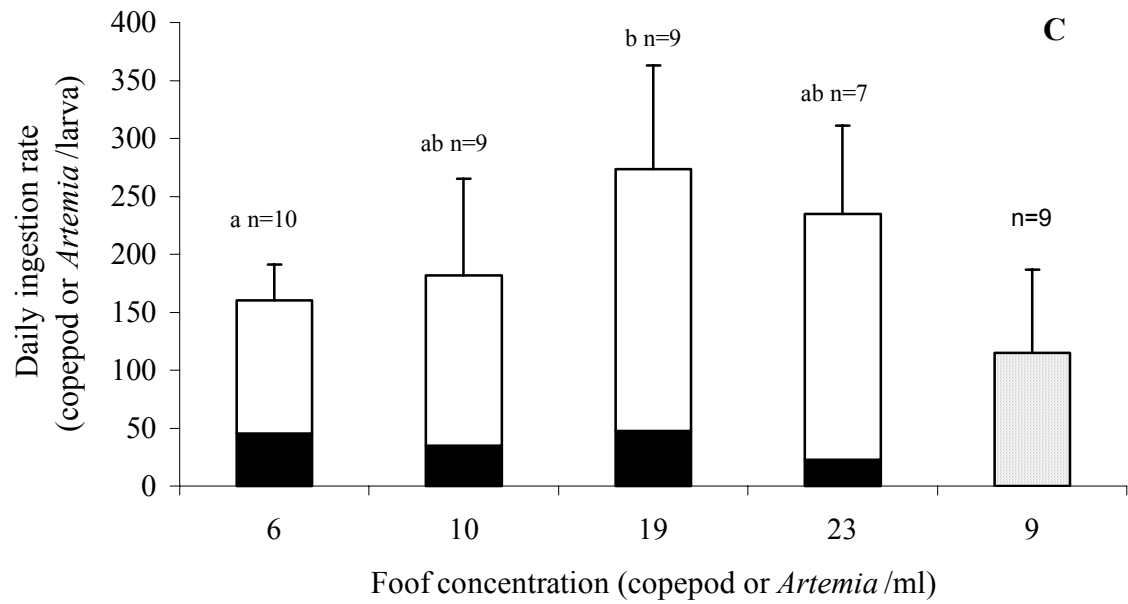 C
400
350
300
250
200
150
100
50
0
Daily ingestion rate
(copepod or Artemia /larva)
a n=10
ab n=9
b n=9
ab n=7
n=9
6 10 19 23 9
Foof concentration (copepod or Artemia /ml)